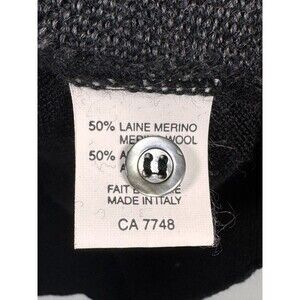 50% LAINE MERINO
WOOL
50%
FAIT
MADE IN ITALY
CA 7748